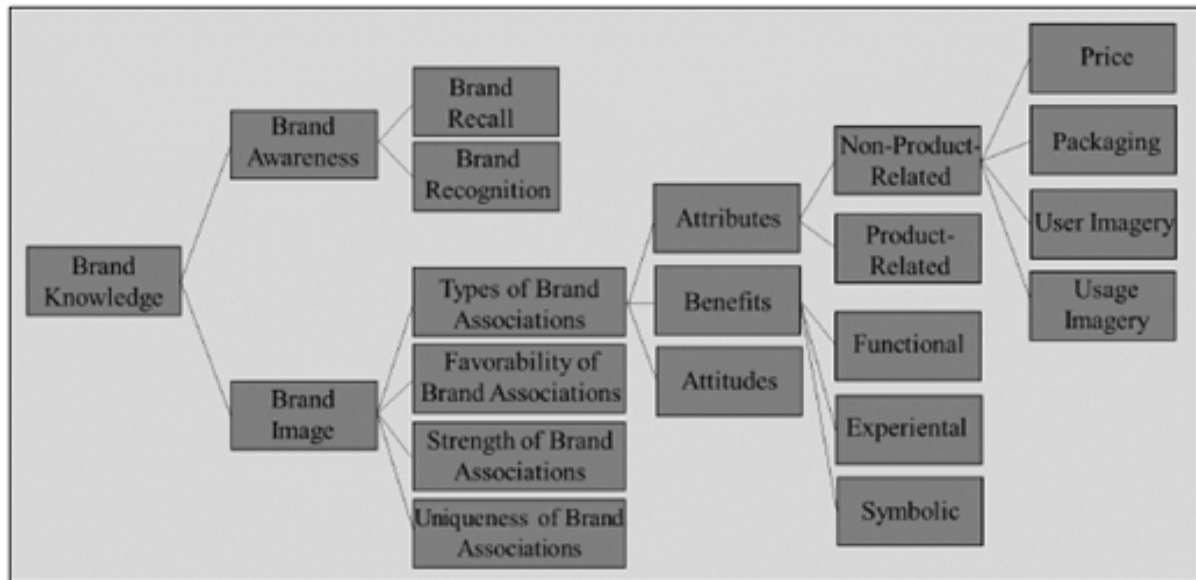 Brand
Knowledge
Brand
Awareness
Brand
Image
Brand
Recall
Brand
Recognition
Types of Brand
Associations
Favorability of
Brand Associations
Strength of Brand
Associations
Uniqueness of Brand
Associations
Attributes
Benefits
Attitudes
Non-Product-
Related
Product-
Related
Functional
Experiental
Symbolic
Price
Packaging
User Imagery
Usage
Imagery